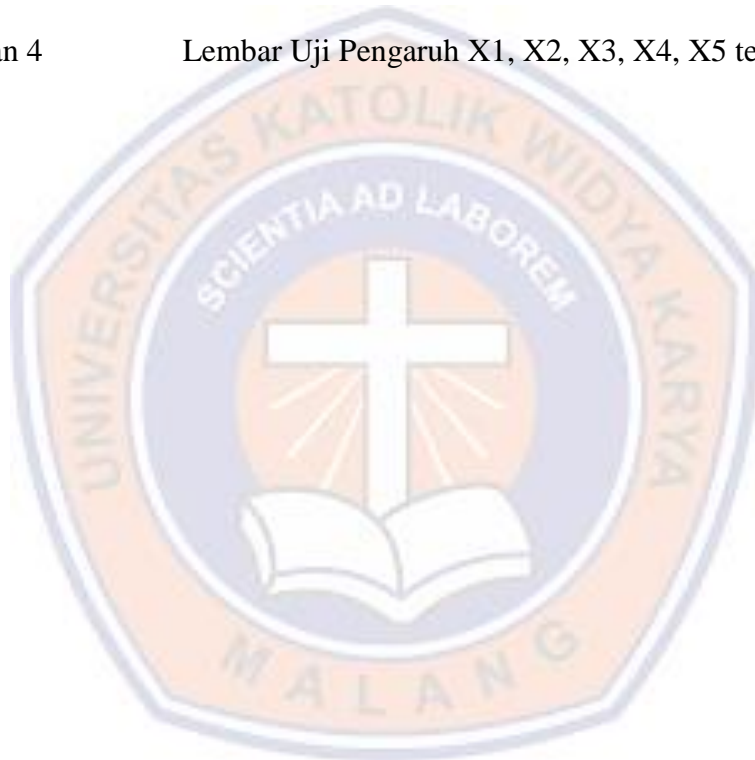 an 4 Lembar Uji Pengaruh X1, X2, X3, X4, X5 te
UNIVERSITAS KATOLIK WIDYA KARYA
SCIENTIA AD LABOREM
MALANG